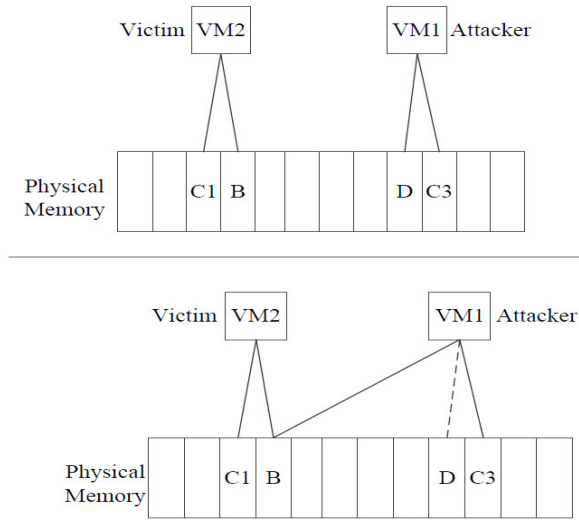 Victim VM2 VM1 Attacker
Physical
Memory
C1 B D C3
Victim VM2 VM1 Attacker
Physical
Memory
C1 B D C3